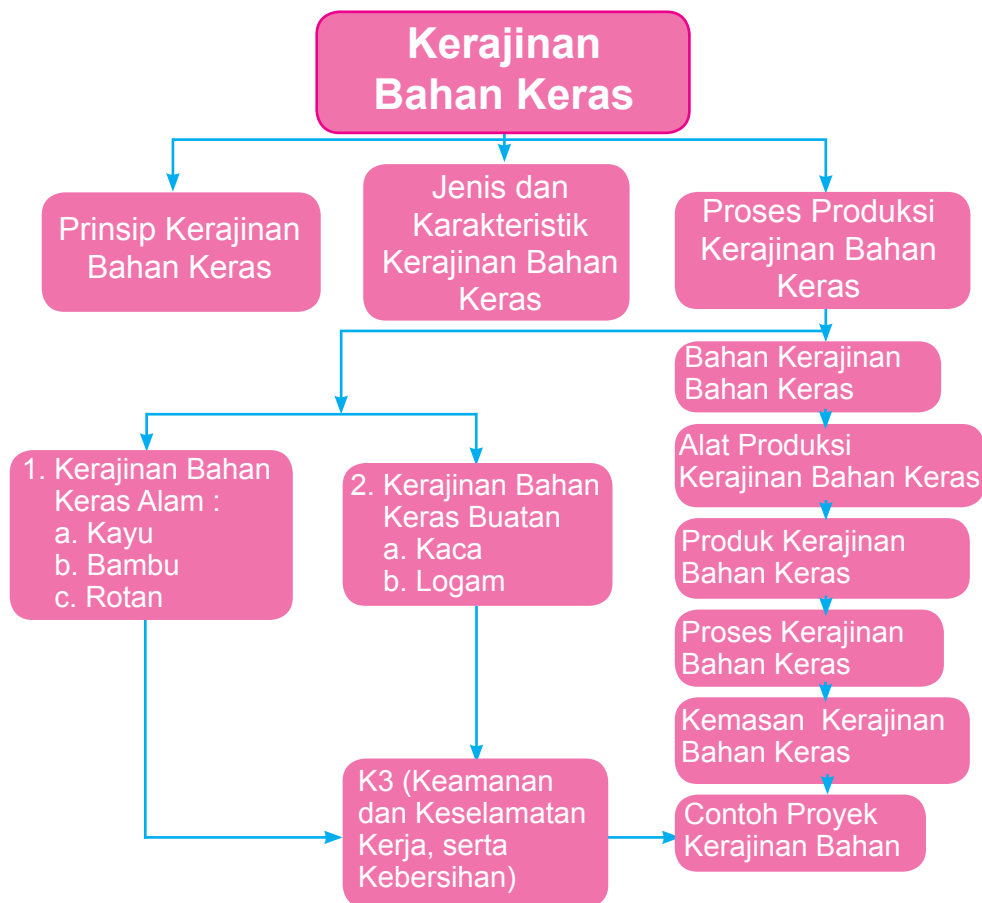 Kerajinan
Bahan Keras
Prinsip Kerajinan
Bahan Keras
Jenis dan
Karakteristik
Kerajinan Bahan
Keras
Proses Produksi
Kerajinan Bahan
Keras
1. Kerajinan Bahan
Keras Alam :
a. Kayu
b. Bambu
c. Rotan
2. Kerajinan Bahan
Keras Buatan
a. Kaca
b. Logam
Bahan Kerajinan
Bahan Keras
Alat Produksi
Kerajinan Bahan Keras
Produk Kerajinan
Bahan Keras
Proses Kerajinan
Bahan Keras
Kemasan Kerajinan
Bahan Keras
K3 (Keamanan
dan Keselamatan
Kerja, serta
Kebersihan)
Contoh Proyek
Kerajinan Bahan